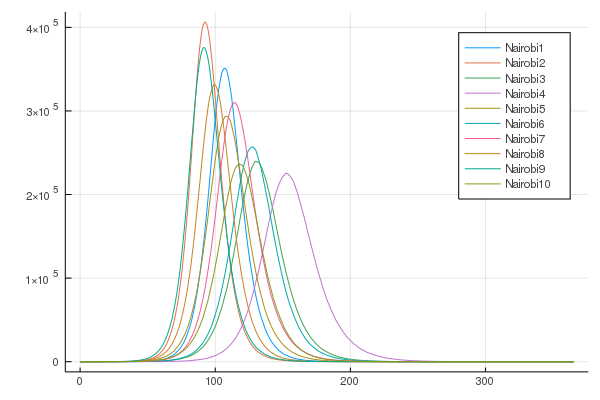 4×10⁵
3×10⁵
2×10⁵
1×10⁵
0
0
100
200
300
Nairobi1
Nairobi2
Nairobi3
Nairobi4
Nairobi5
Nairobi6
Nairobi7
Nairobi8
Nairobi9
Nairobi10